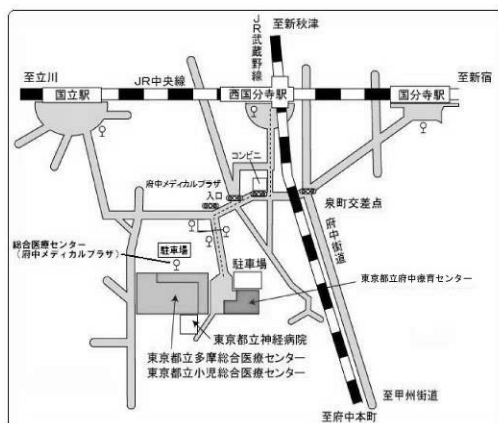 至新秋津
JR武蔵野線
至立川
JR中央線
至新宿
国立駅
西国分寺駅
国分寺駅
コンビニ
府中メディカルプラザ
入口
泉町交差点
府中街道
総合医療センター
(府中メディカルプラザ)
駐車場
駐車場
東京都立府中療育センター
東京都立神経病院
東京都立多摩総合医療センター
東京都立小児総合医療センター
至甲州街道
至府中本町